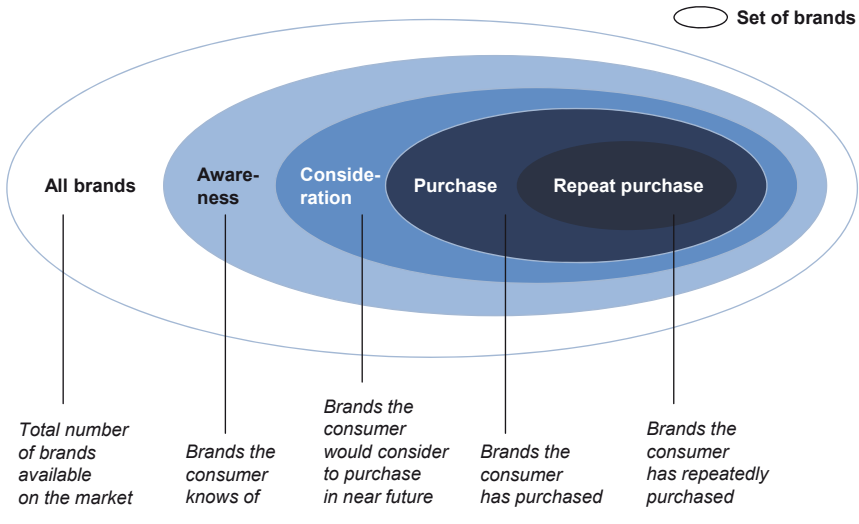 Set of brands
All brands
Aware-
ness
Conside-
ration
Purchase
Repeat purchase
Total number
of brands
available
on the market
Brands the
consumer
knows of
Brands the
consumer
would consider
to purchase
in near future
Brands the
consumer
has purchased
Brands the
consumer
has repeatedly
purchased